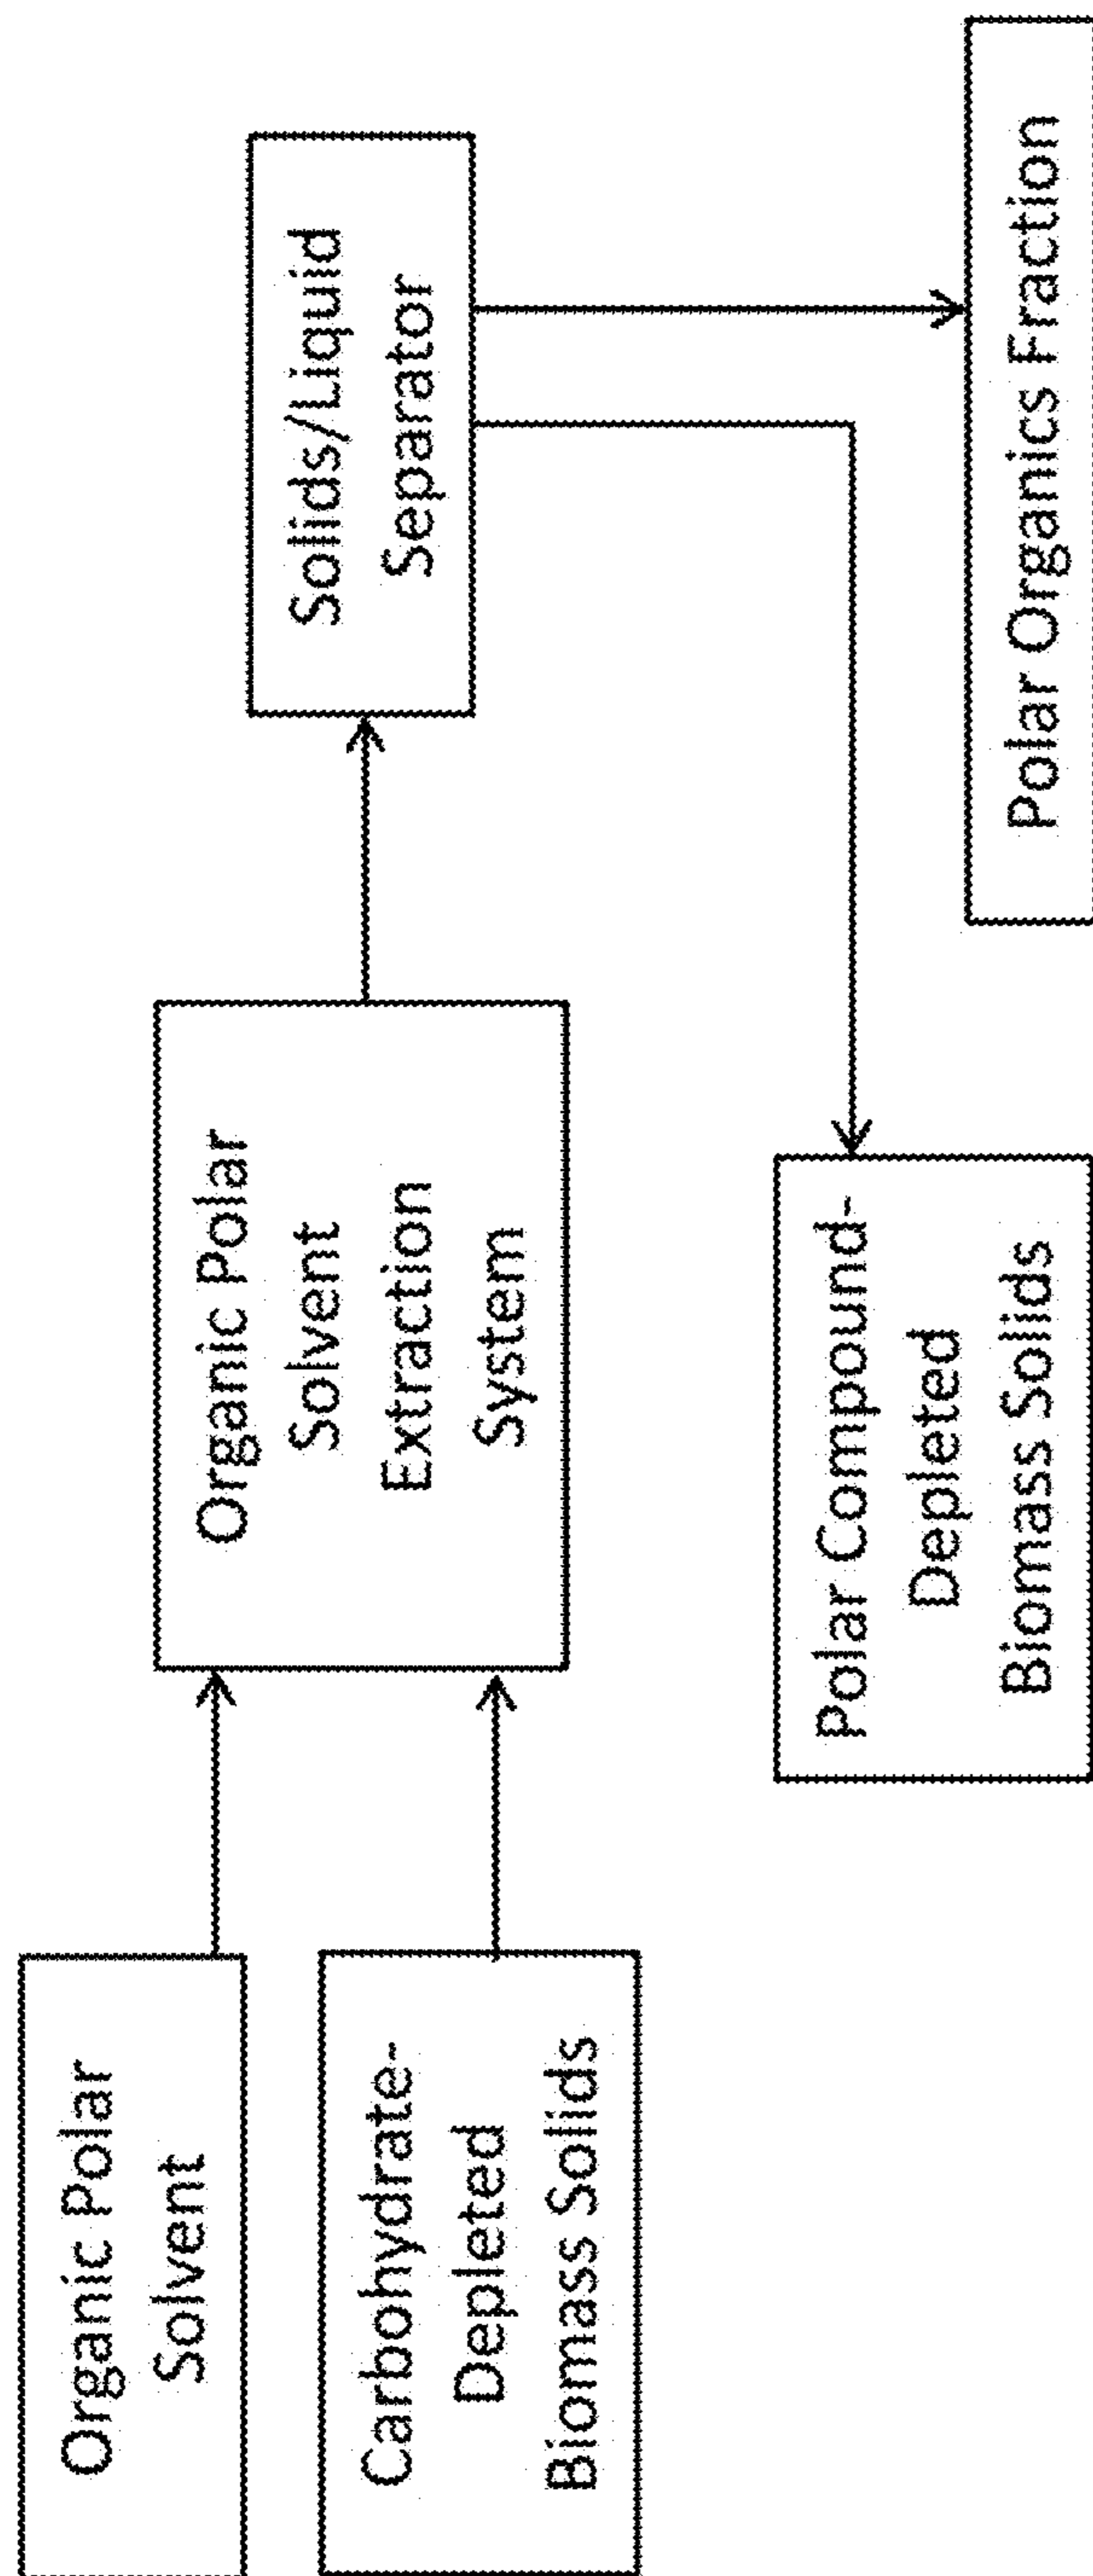 Organic Polar
Solvent
Carbohydrate-
Depleted
Biomass Solids
Organic Polar
Solvent
Extraction
System
Solids/Liquid
Separator
Polar Compound-
Depleted
Biomass Solids
Polar Organics Fraction